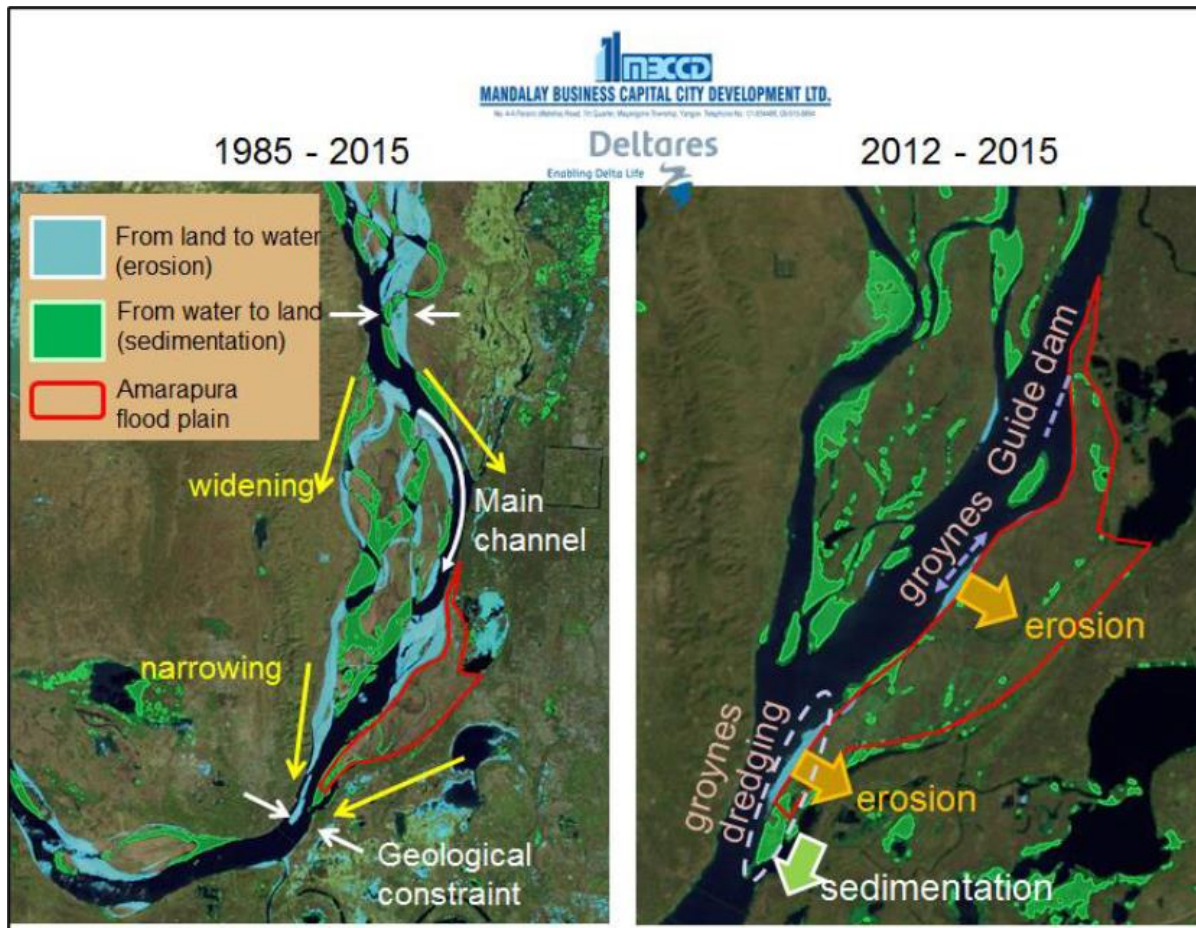 MBCCD
MANDALAY BUSINESS CAPITAL CITY DEVELOPMENT LTD.
Deltares
Enabling Delta Life
1985 - 2015
2012 - 2015
From land to water
(erosion)
From water to land
(sedimentation)
Amarapura
flood plain
widening
Main
channel
narrowing
Geological
constraint
Guide dam
groynes
erosion
groynes
dredging
erosion
sedimentation